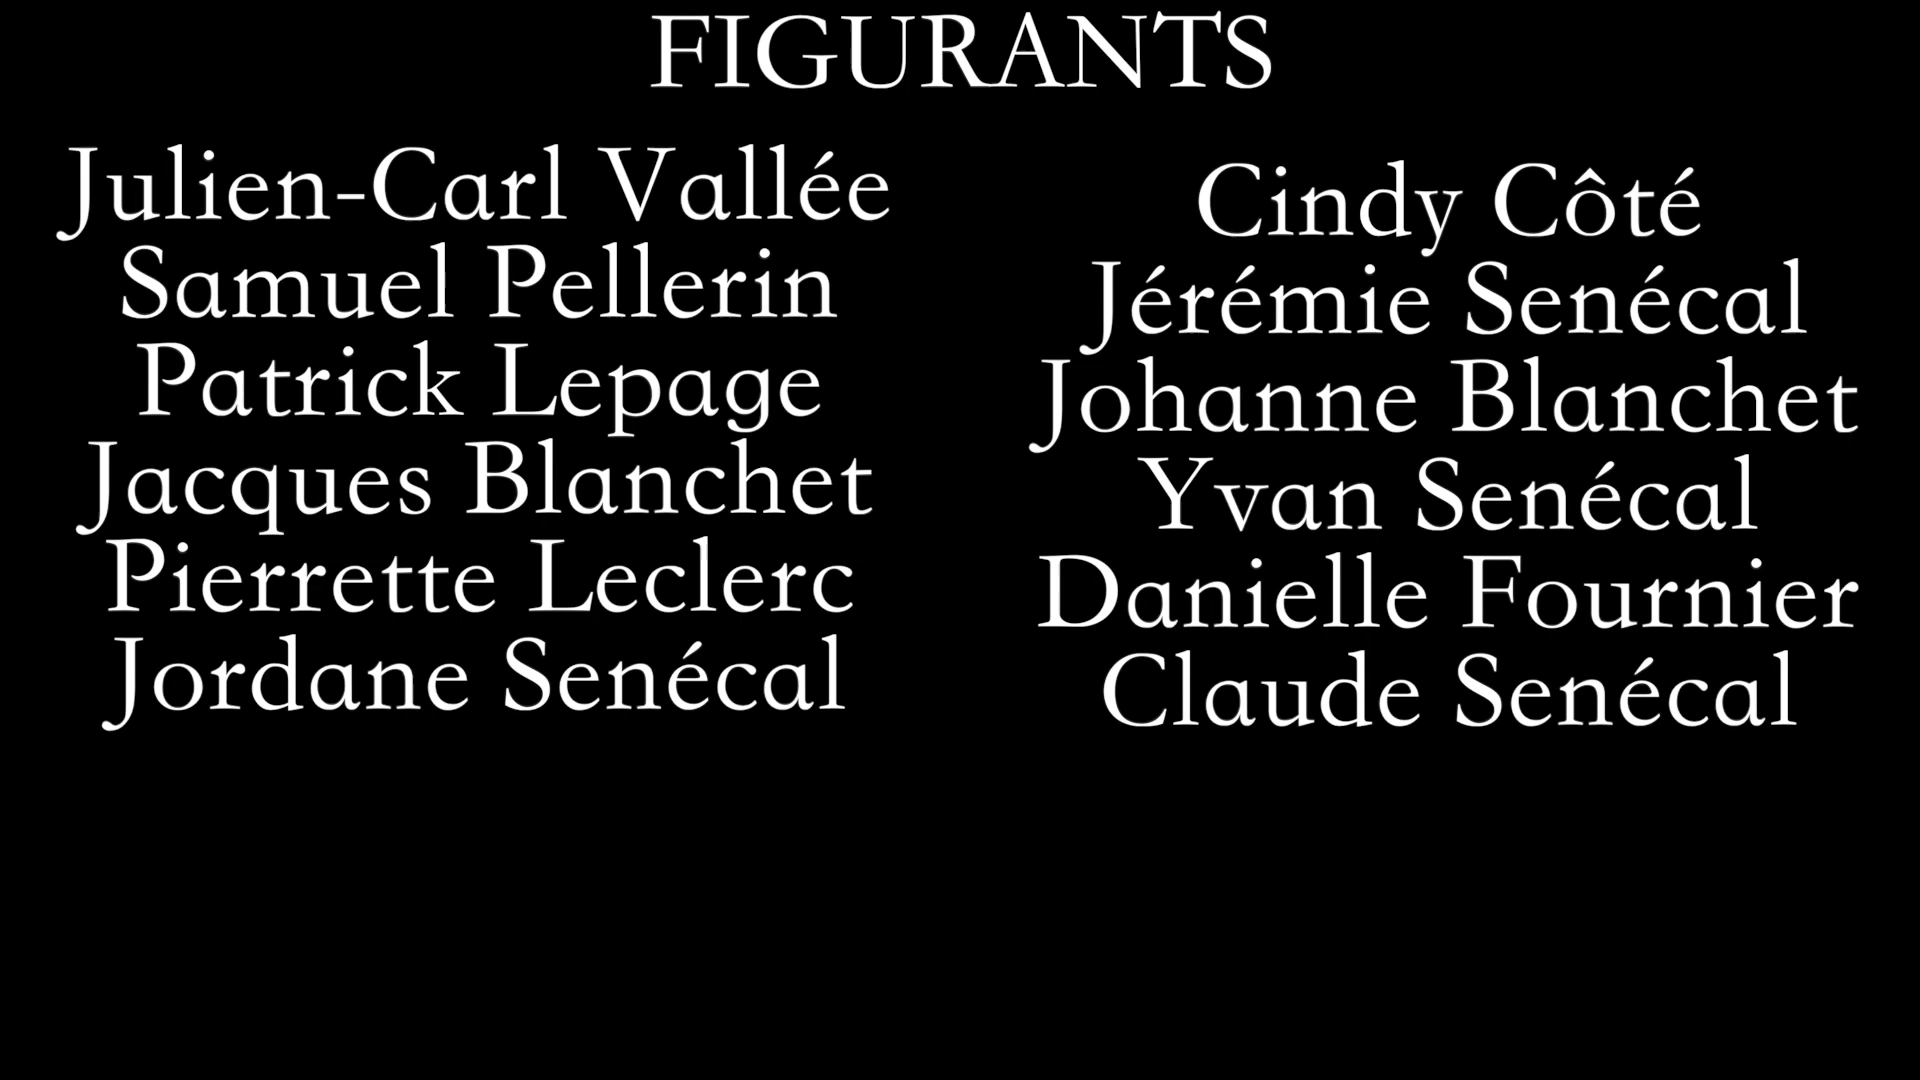 FIGURANTS
Julien-Carl Vallée
Samuel Pellerin
Patrick Lepage
Jacques Blanchet
Pierrette Leclerc
Jordane Senécal
Cindy Côté
Jérémie Senécal
Johanne Blanchet
Yvan Senécal
Danielle Fournier
Claude Senécal